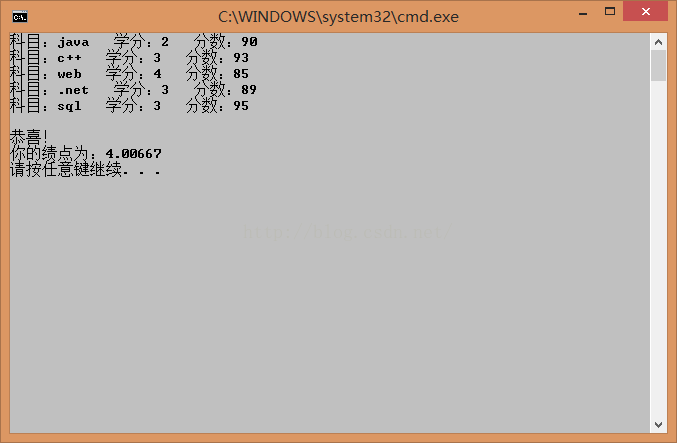 C:\WINDOWS\system32\cmd.exe
科目：java 学分：2 分数：90
科目：c++ 学分：3 分数：93
科目：web 学分：4 分数：85
科目：.net 学分：3 分数：89
科目：sql 学分：3 分数：95
恭喜！
你的绩点为：4.00667
请按任意键继续. . .
http://blog.csdn.net